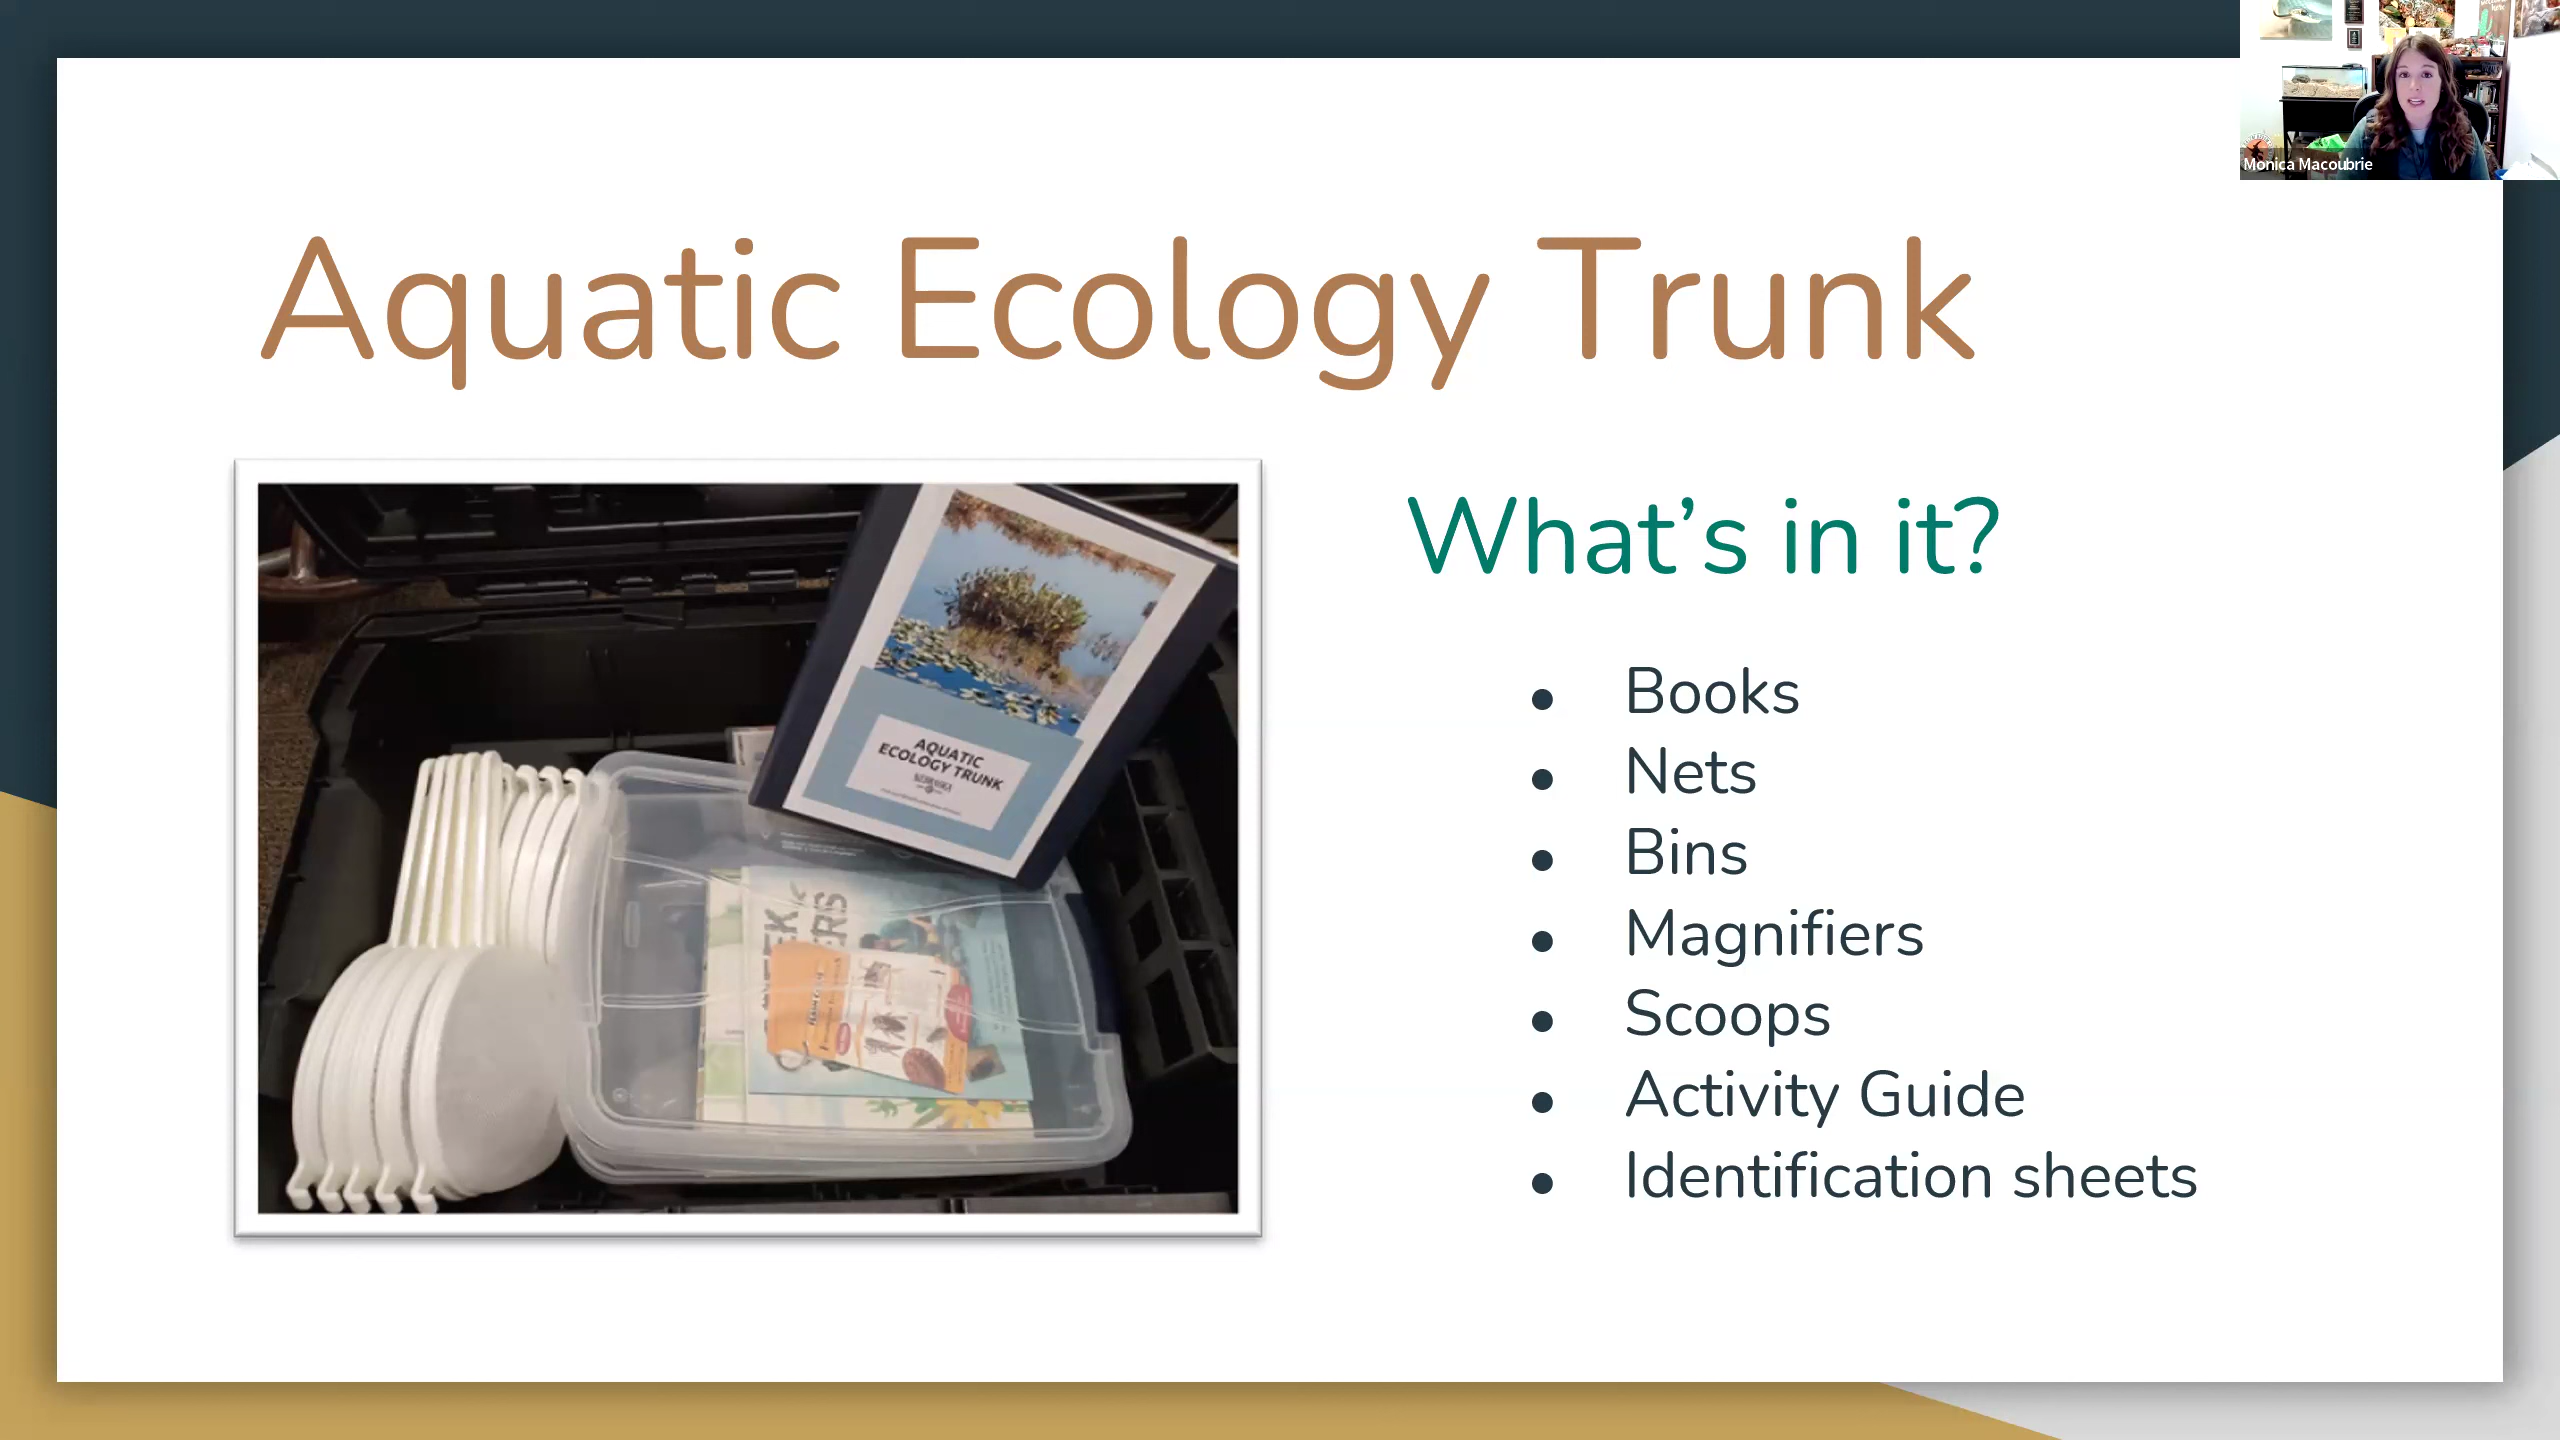 Monica Macoubrie
Aquatic Ecology Trunk
What’s in it?
● Books
● Nets
● Bins
● Magnifiers
● Scoops
● Activity Guide
● Identification sheets
AQUATIC
ECOLOGY TRUNK
NEBRASKA